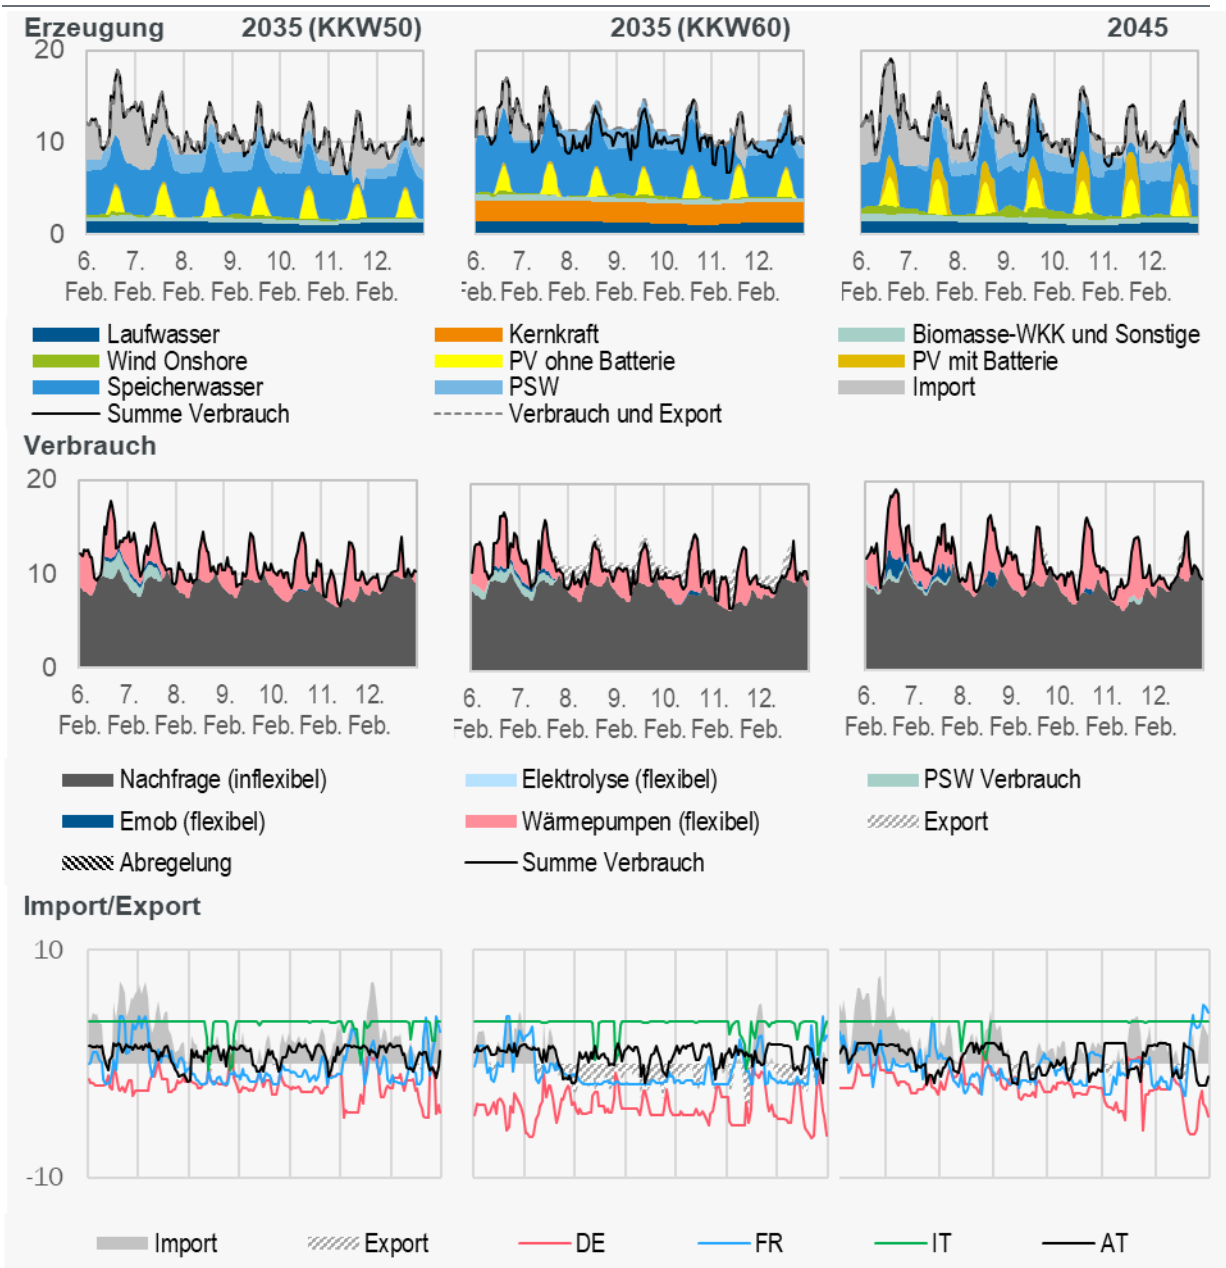 Erzeugung 2035 (KKW50) 2035 (KKW60) 2045
20
10
0
6. 7. 8. 9. 10. 11. 12. 6. 7. 8. 9. 10. 11. 12. 6. 7. 8. 9. 10. 11. 12.
Feb. Feb. Feb. Feb. Feb. Feb. Feb. Feb. Feb. Feb. Feb. Feb. Feb. Feb. Feb. Feb. Feb. Feb. Feb. Feb. Feb.
Laufwasser Kernkraft Biomasse-WKK und Sonstige
Wind Onshore PV ohne Batterie PV mit Batterie
Speicherwasser PSW Import
Summe Verbrauch Verbrauch und Export
Verbrauch
20
10
0
6. 7. 8. 9. 10. 11. 12. 6. 7. 8. 9. 10. 11. 12. 6. 7. 8. 9. 10. 11. 12.
Feb. Feb. Feb. Feb. Feb. Feb. Feb. Feb. Feb. Feb. Feb. Feb. Feb. Feb. Feb. Feb. Feb. Feb. Feb. Feb. Feb.
Nachfrage (inflexibel) Elektrolyse (flexibel) PSW Verbrauch
Emob (flexibel) Wärmepumpen (flexibel) Export
Abregelung Summe Verbrauch
Import/Export
10
-10
Import Export DE FR IT AT